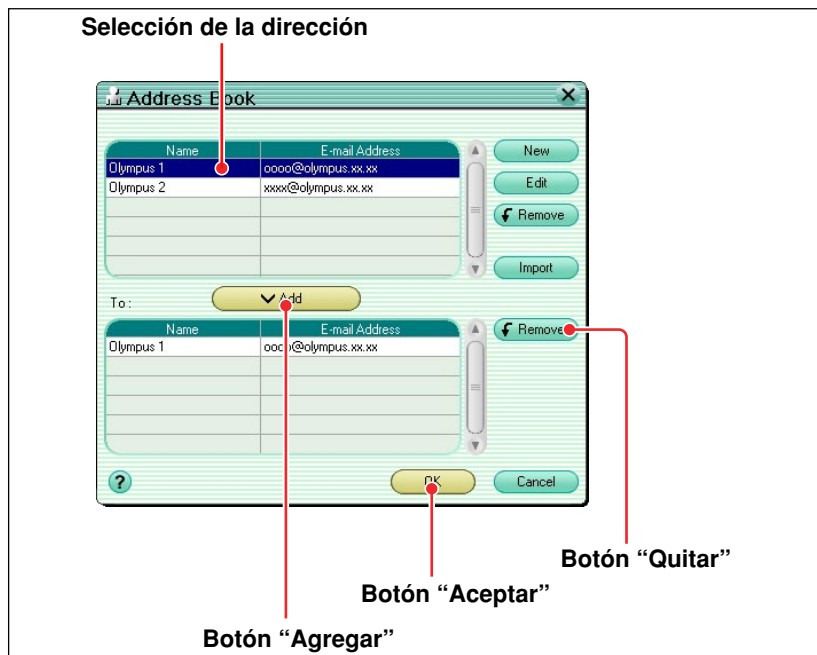 Selección de la dirección
Address Book
Name E-mail Address
Olympus 1 oooo@olympus.xx.xx
Olympus 2 xxxx@olympus.xx.xx
New
Edit
Remove
Import
To: Add
Name E-mail Address
Olympus 1 oooo@olympus.xx.xx
Remove
? OK Cancel
Botón “Quitar”
Botón “Aceptar”
Botón “Agregar”